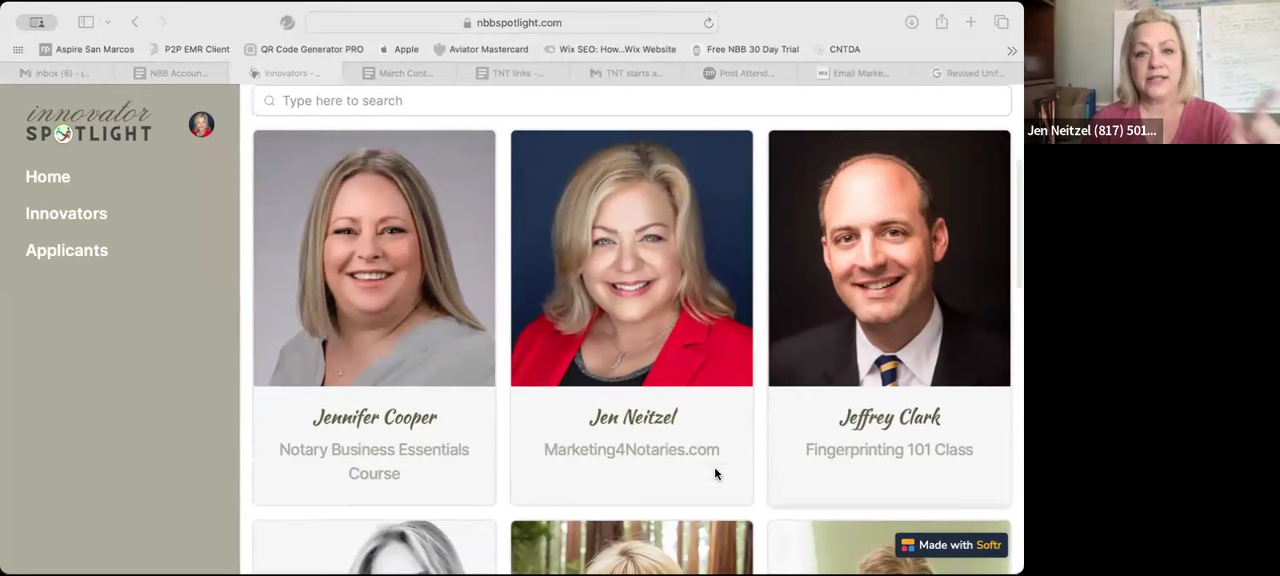 nbbspotlight.com
Aspire San Marcos
P2P EMR Client
QR Code Generator PRO
Apple
Aviator Mastercard
Wix SEO: How...Wix Website
Free NBB 30 Day Trial
CNTDA
Inbox (6) - i...
NBB Accoun...
Innovators -...
March Cont...
TNT links -...
TNT starts a...
Post Attend...
Email Marke...
Revised Unif...
innovator
SPOTLIGHT
Home
Innovators
Applicants
Type here to search
Jennifer Cooper
Notary Business Essentials
Course
Jen Neitzel
Marketing4Notaries.com
Jeffrey Clark
Fingerprinting 101 Class
Made with Softr
Jen Neitzel (817) 501...